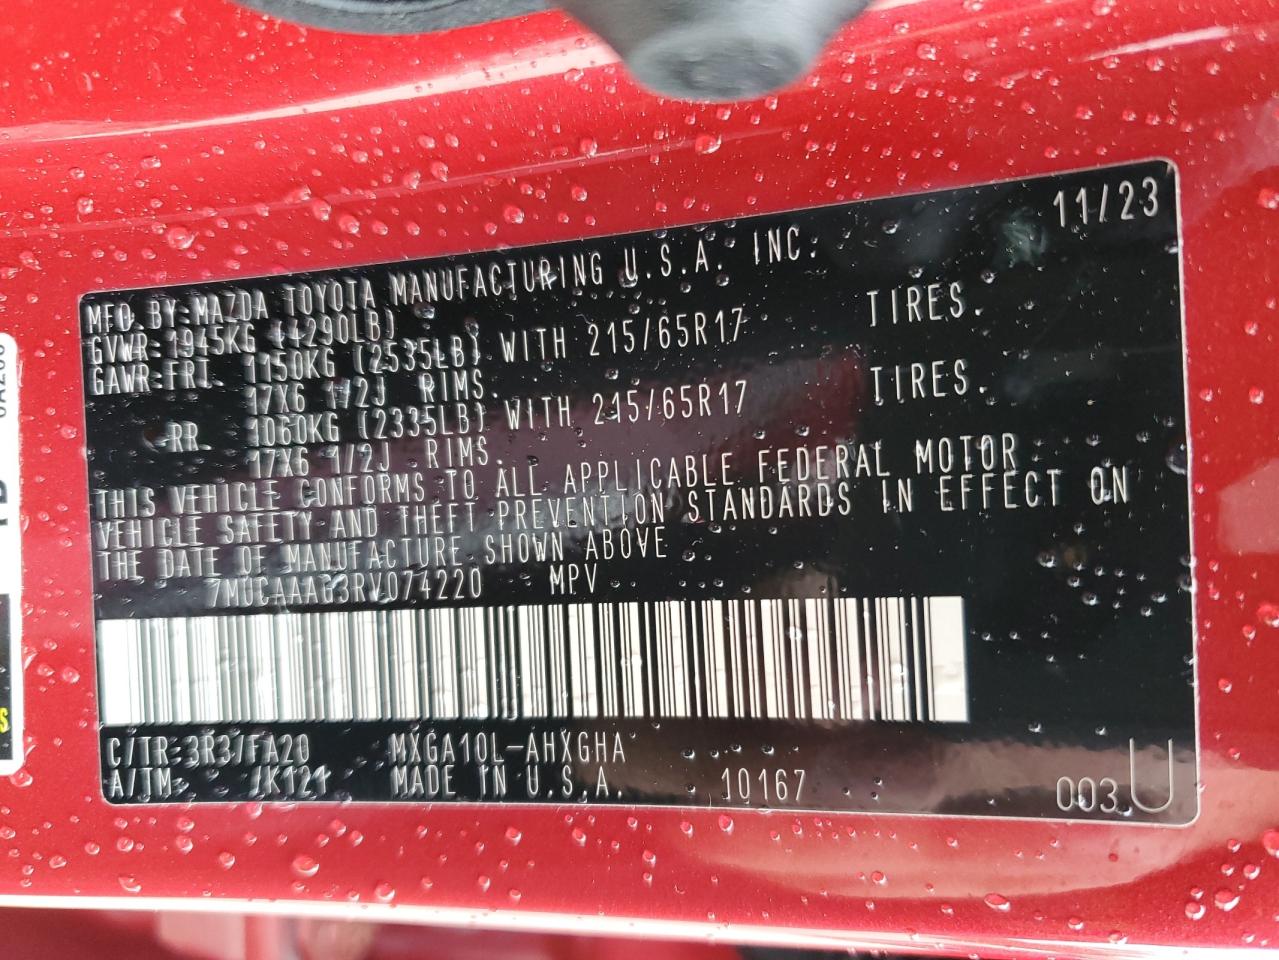 11/23
MFD.BY:MAZDA TOYOTA MANUFACTURING U.S.A. INC.
GVWR:1945KG (4290LB)
GAWR:FRT. 1150KG (2535LB) WITH 215/65R17 TIRES.
17X6 1/2J RIMS.
RR. 1060KG (2335LB) WITH 215/65R17 TIRES.
17X6 1/2J RIMS.
THIS VEHICLE CONFORMS TO ALL APPLICABLE FEDERAL MOTOR
VEHICLE SAFETY AND THEFT PREVENTION STANDARDS IN EFFECT ON
THE DATE OF MANUFACTURE SHOWN ABOVE
7MUCAAAG3RV074220 MPV
C/TR:3R3/FA20 MXGA10L-AHXGHA
A/TM /K121 MADE IN U.S.A. 10167
003 U